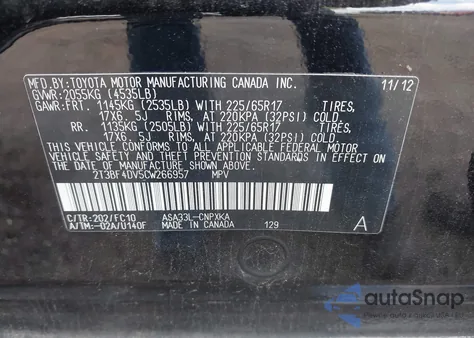 MFD.BY:TOYOTA MOTOR MANUFACTURING CANADA INC. 11/12
GVWR:2055KG (4535LB)
GAWR:FRT. 1145KG (2535LB) WITH 225/65R17 TIRES,
17X6. 5J RIMS, AT 220KPA (32PSI) COLD.
RR. 1135KG (2505LB) WITH 225/65R17 TIRES,
17X6. 5J RIMS, AT 220KPA (32PSI) COLD.
THIS VEHICLE CONFORMS TO ALL APPLICABLE FEDERAL MOTOR
VEHICLE SAFETY AND THEFT PREVENTION STANDARDS IN
EFFECT ON THE DATE OF MANUFACTURE SHOWN ABOVE.
2T3BF4DV5CW266957 MPV
C/TR:202/FC10 ASA33L-CNPXKA
A/TM:-02A/U140F MADE IN CANADA 129 A
autoSnap